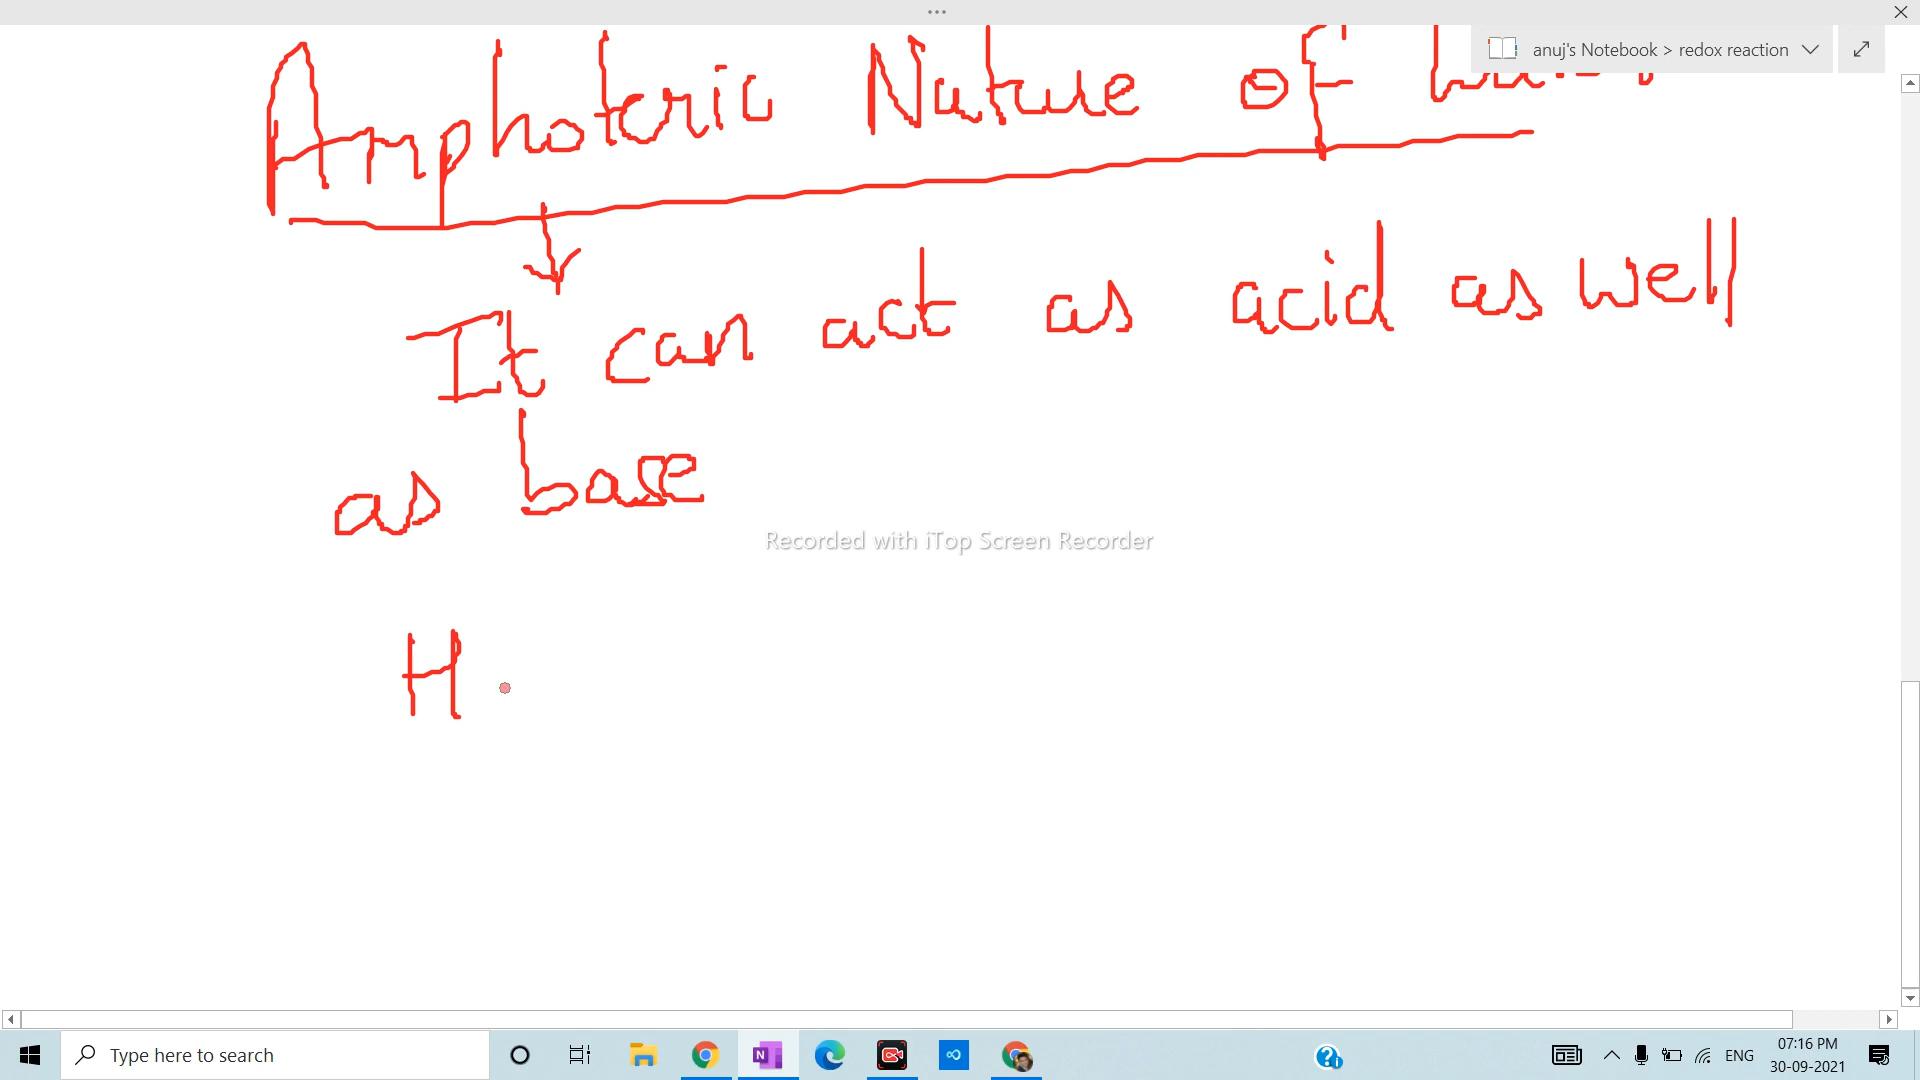 anuj's Notebook > redox reaction
Amphoteric Nature of
It can act as acid as well
as base
Recorded with iTop Screen Recorder
H
Type here to search
ENG
07:16 PM
30-09-2021